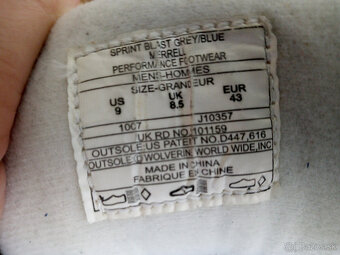 SPRINT BLAST GREY/BLUE
MERRELL
PERFORMANCE FOOTWEAR
MENS-HOMMES
SIZE-GRANDEUR
US UK EUR
9 8.5 43
1007 J10357
UK RD NO. 101159
OUTSOLE: US PATEIT NO. D447,616
OUTSOLE @ WOLVERINE WORLD WIDE, INC
MADE IN CHINA
FABRIQUE EN CHINE